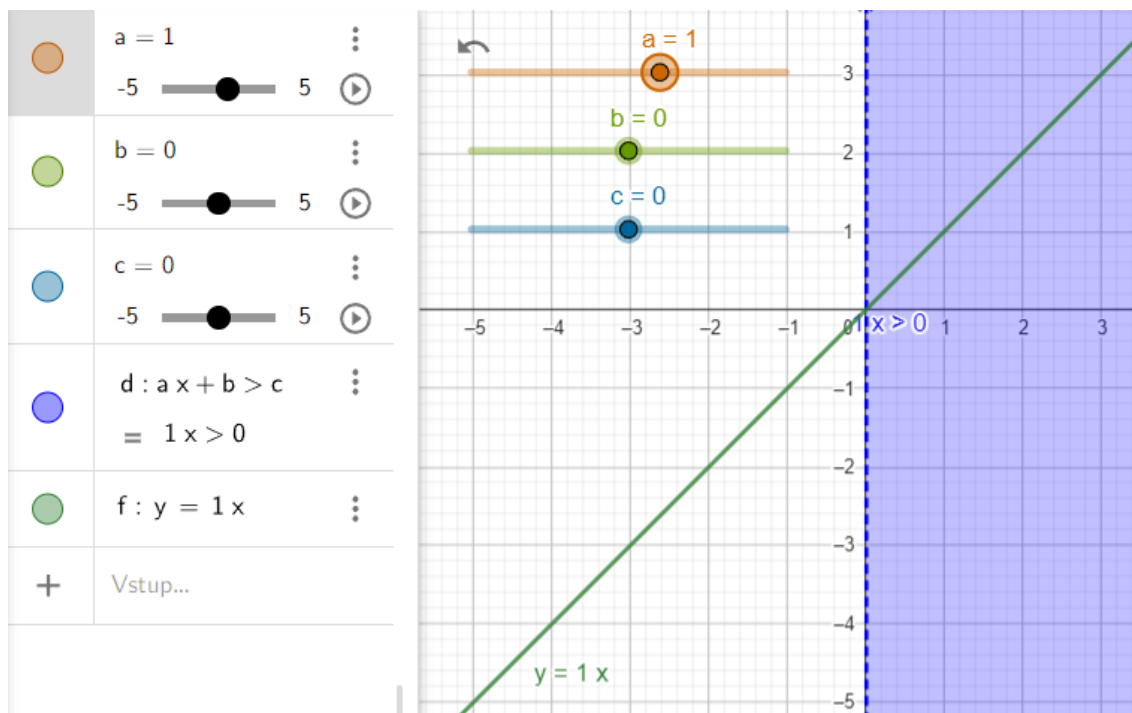 a = 1
-5 5
b = 0
-5 5
c = 0
-5 5
d : a x + b > c
= 1 x > 0
f : y = 1 x
+ Vstup...
a = 1
b = 0
c = 0
3
2
1
–5 –4 –3 –2 –1 0 1 2 3
1 x > 0
–1
–2
–3
–4
–5
y = 1 x